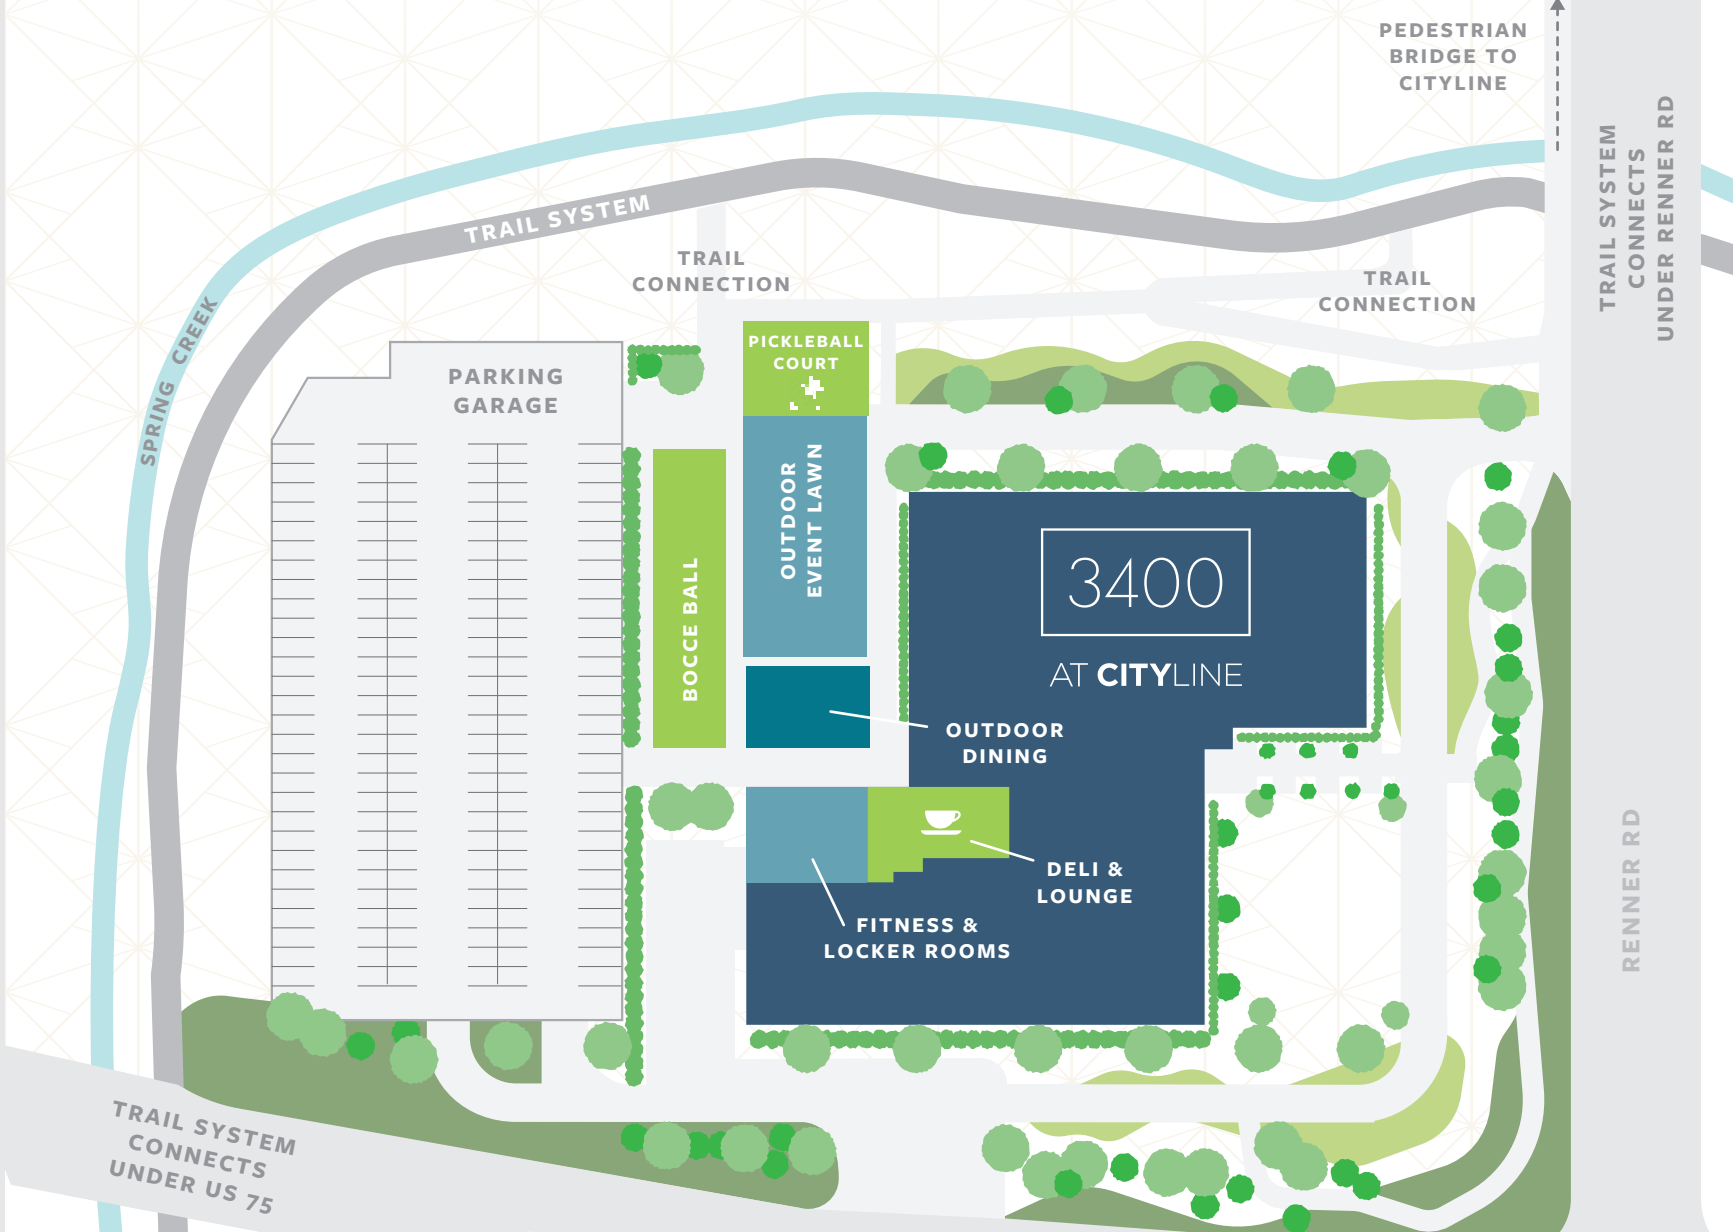 PEDESTRIAN
BRIDGE TO
CITYLINE
TRAIL SYSTEM
CONNECTS
UNDER RENNER RD
TRAIL SYSTEM
TRAIL
CONNECTION
TRAIL
CONNECTION
SPRING CREEK
PICKLEBALL
COURT
PARKING
GARAGE
OUTDOOR
EVENT LAWN
BOCCE BALL
3400
AT CITYLINE
OUTDOOR
DINING
DELI &
LOUNGE
FITNESS &
LOCKER ROOMS
RENNER RD
TRAIL SYSTEM
CONNECTS
UNDER US 75